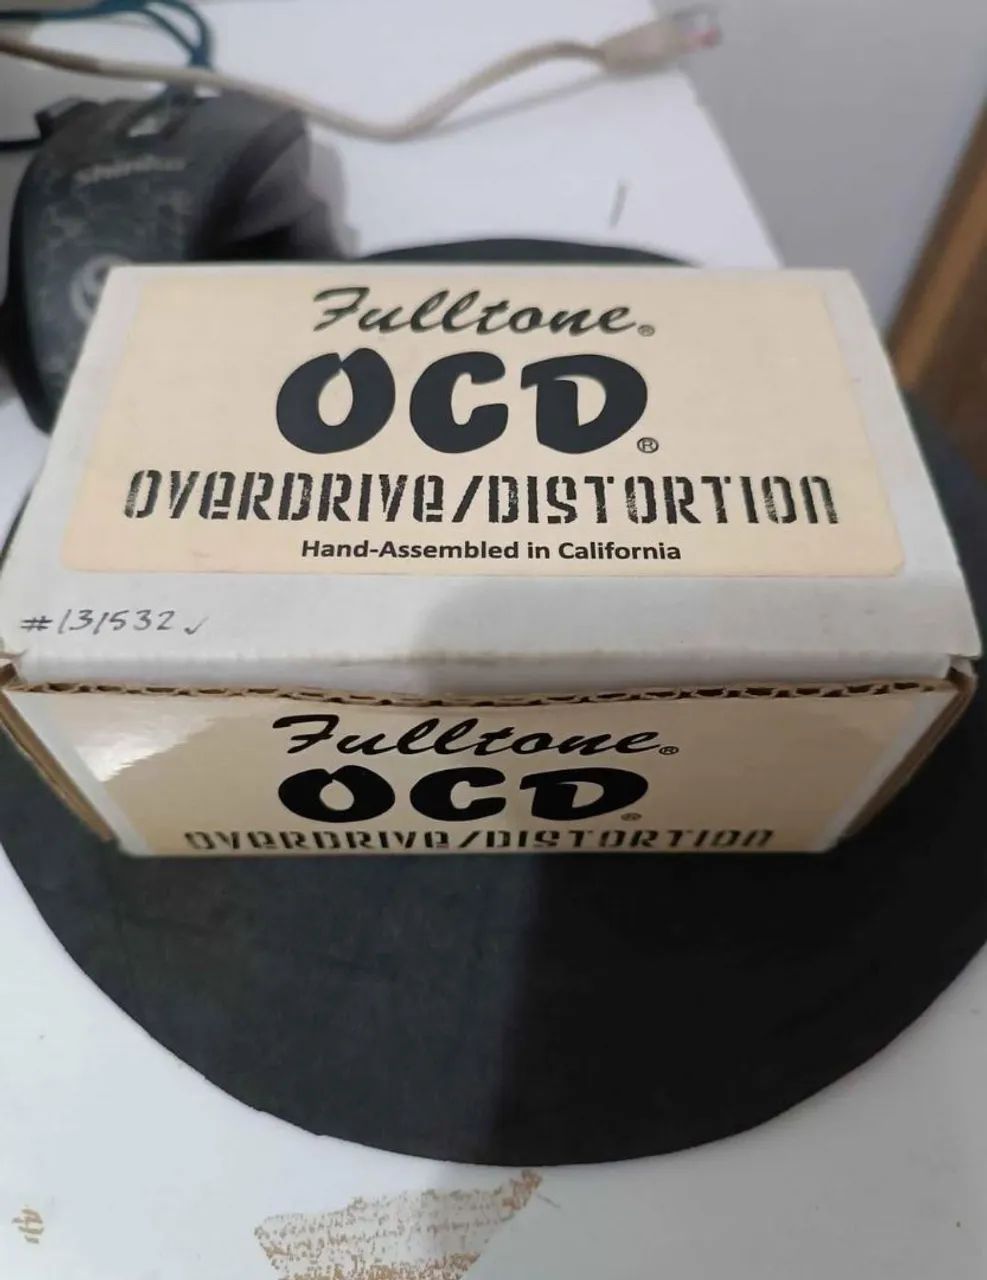 Fulltone®
OCD®
OVERDRIVE/DISTORTION
Hand-Assembled in California
#131532✓
Fulltone®
OCD®
OVERDRIVE/DISTORTION